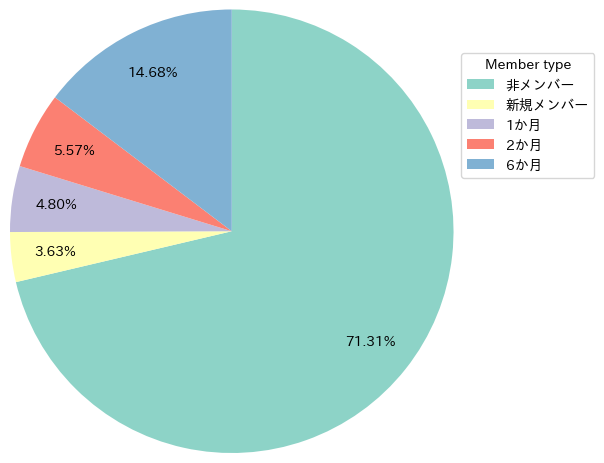 14.68%
5.57%
4.80%
3.63%
71.31%
Member type
非メンバー
新規メンバー
1か月
2か月
6か月